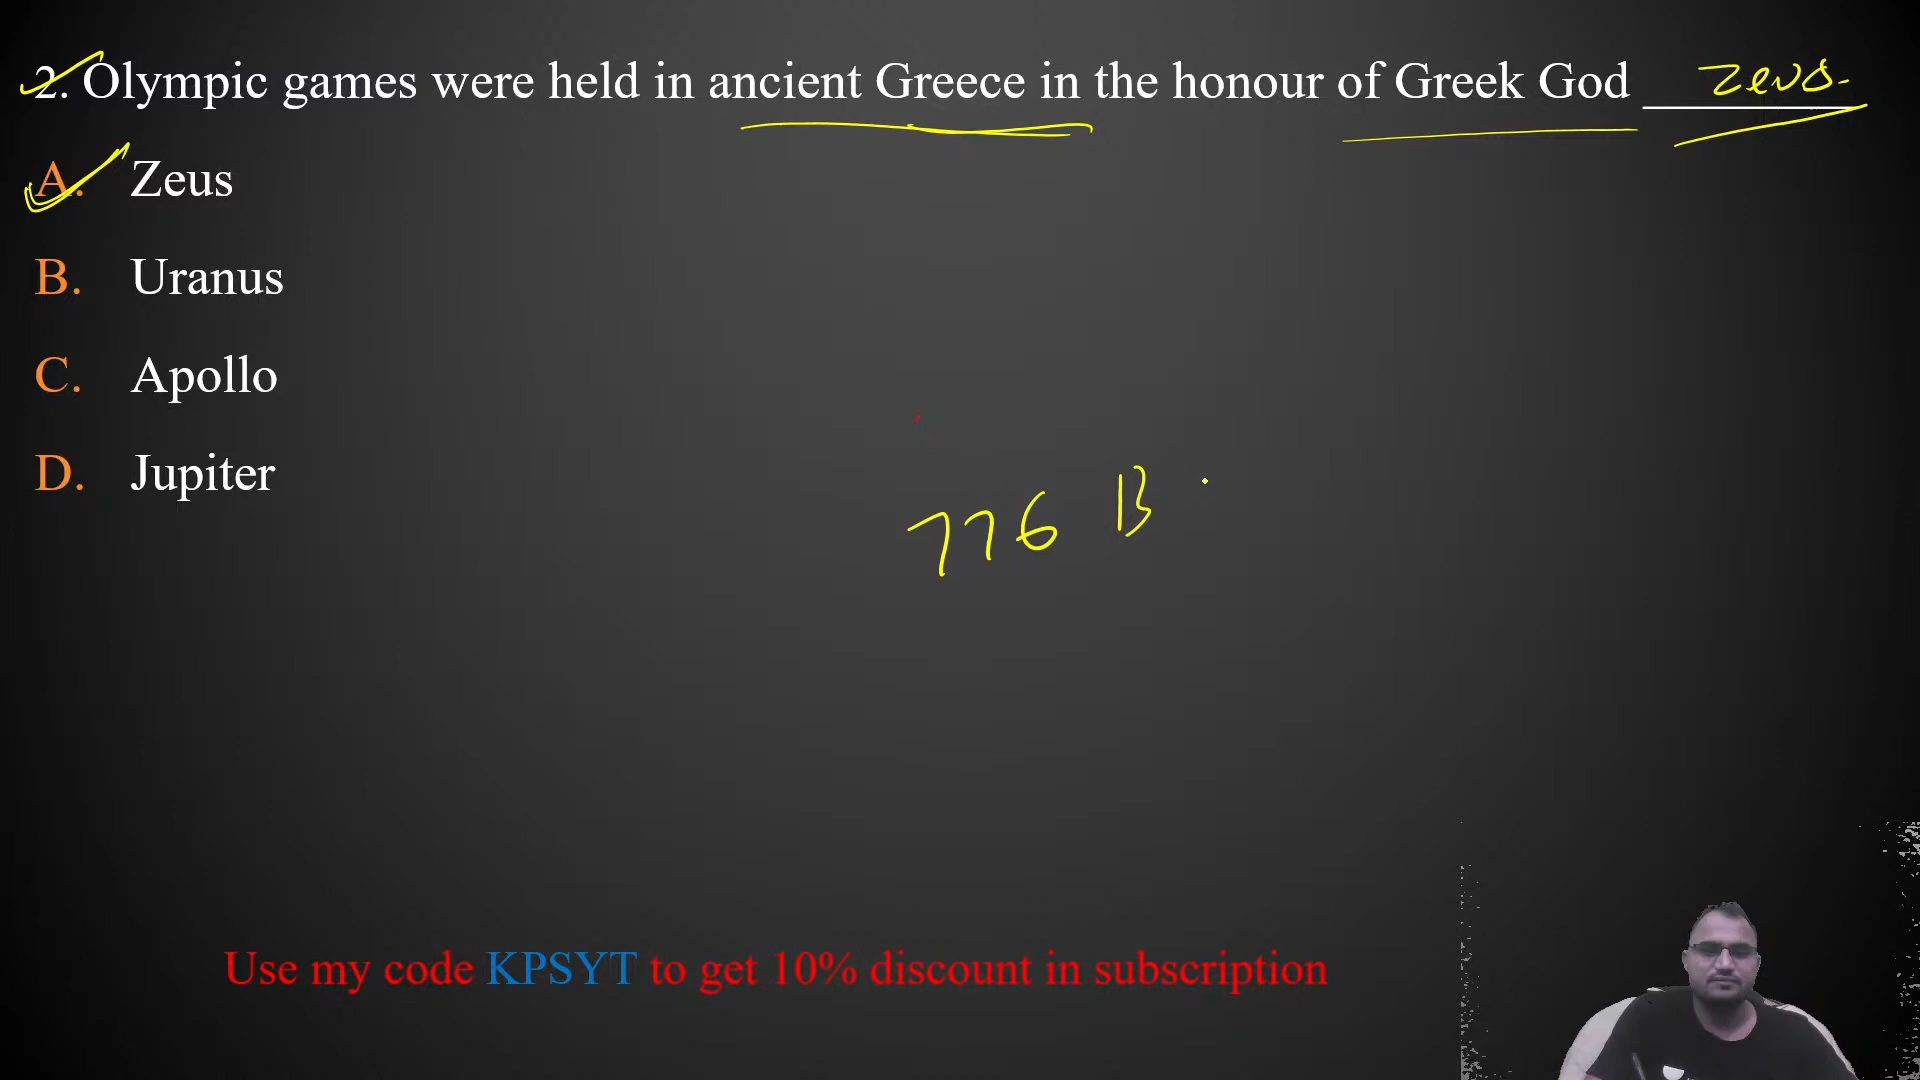 2. Olympic games were held in ancient Greece in the honour of Greek God ________ Zeus.
A. Zeus
B. Uranus
C. Apollo
D. Jupiter
776 B
Use my code KPSYT to get 10% discount in subscription